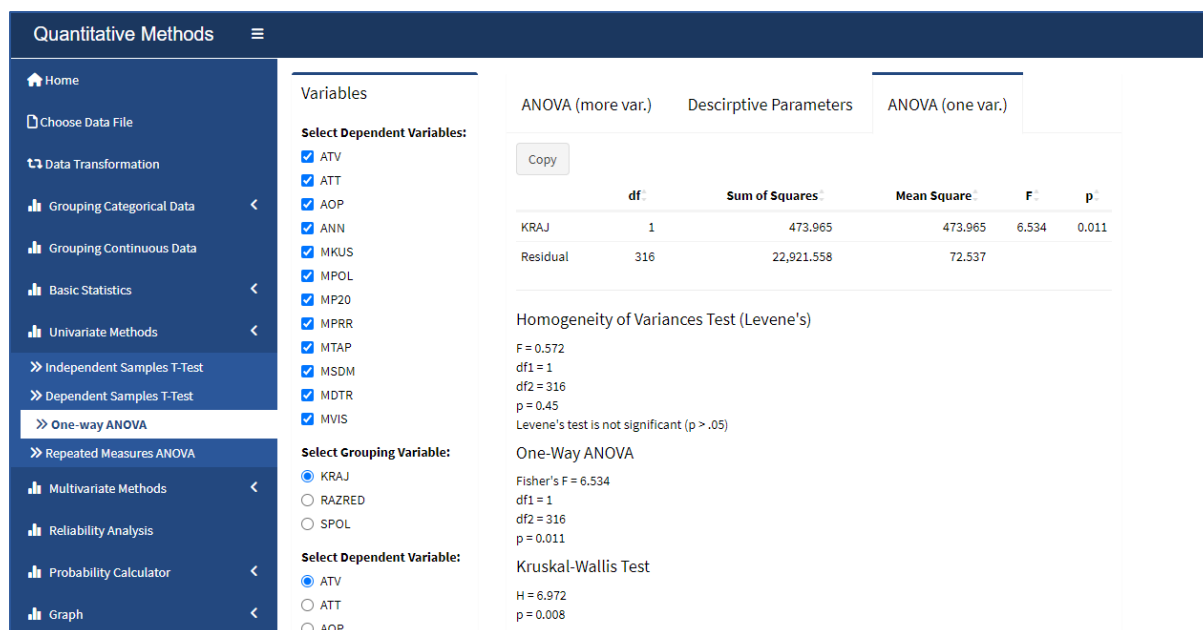 Quantitative Methods
Home
Choose Data File
Data Transformation
Grouping Categorical Data
Grouping Continuous Data
Basic Statistics
Univariate Methods
Independent Samples T-Test
Dependent Samples T-Test
One-way ANOVA
Repeated Measures ANOVA
Multivariate Methods
Reliability Analysis
Probability Calculator
Graph
Variables
Select Dependent Variables:
ATV
ATT
AOP
ANN
MKUS
MPOL
MP20
MPRR
MTAP
MSDM
MDTR
MVIS
Select Grouping Variable:
KRAJ
RAZRED
SPOL
Select Dependent Variable:
ATV
ATT
AOP
ANOVA (more var.) Descirptive Parameters ANOVA (one var.)
Copy
df Sum of Squares Mean Square F p
KRAJ 1 473.965 473.965 6.534 0.011
Residual 316 22,921.558 72.537
Homogeneity of Variances Test (Levene's)
F = 0.572
df1 = 1
df2 = 316
p = 0.45
Levene's test is not significant (p > .05)
One-Way ANOVA
Fisher's F = 6.534
df1 = 1
df2 = 316
p = 0.011
Kruskal-Wallis Test
H = 6.972
p = 0.008